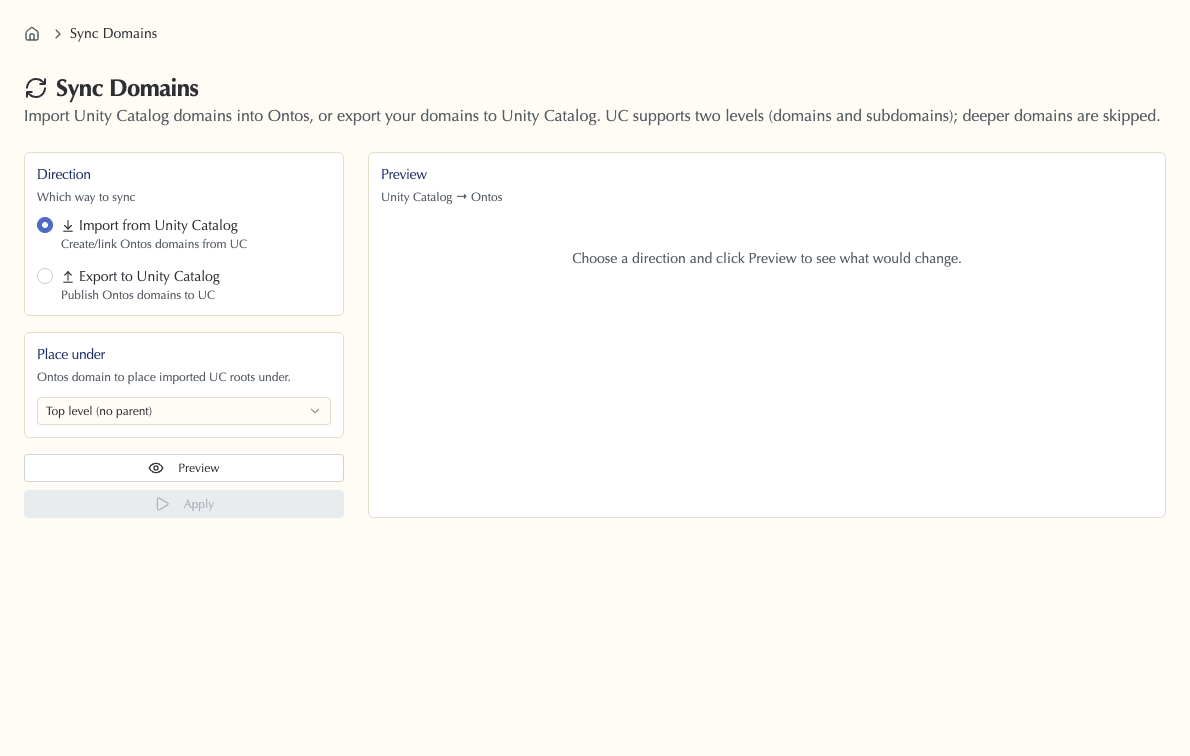 Sync Domains
Sync Domains
Import Unity Catalog domains into Ontos, or export your domains to Unity Catalog. UC supports two levels (domains and subdomains); deeper domains are skipped.
Direction
Which way to sync
Import from Unity Catalog
Create/link Ontos domains from UC
Export to Unity Catalog
Publish Ontos domains to UC
Place under
Ontos domain to place imported UC roots under.
Top level (no parent)
Preview
Apply
Preview
Unity Catalog → Ontos
Choose a direction and click Preview to see what would change.